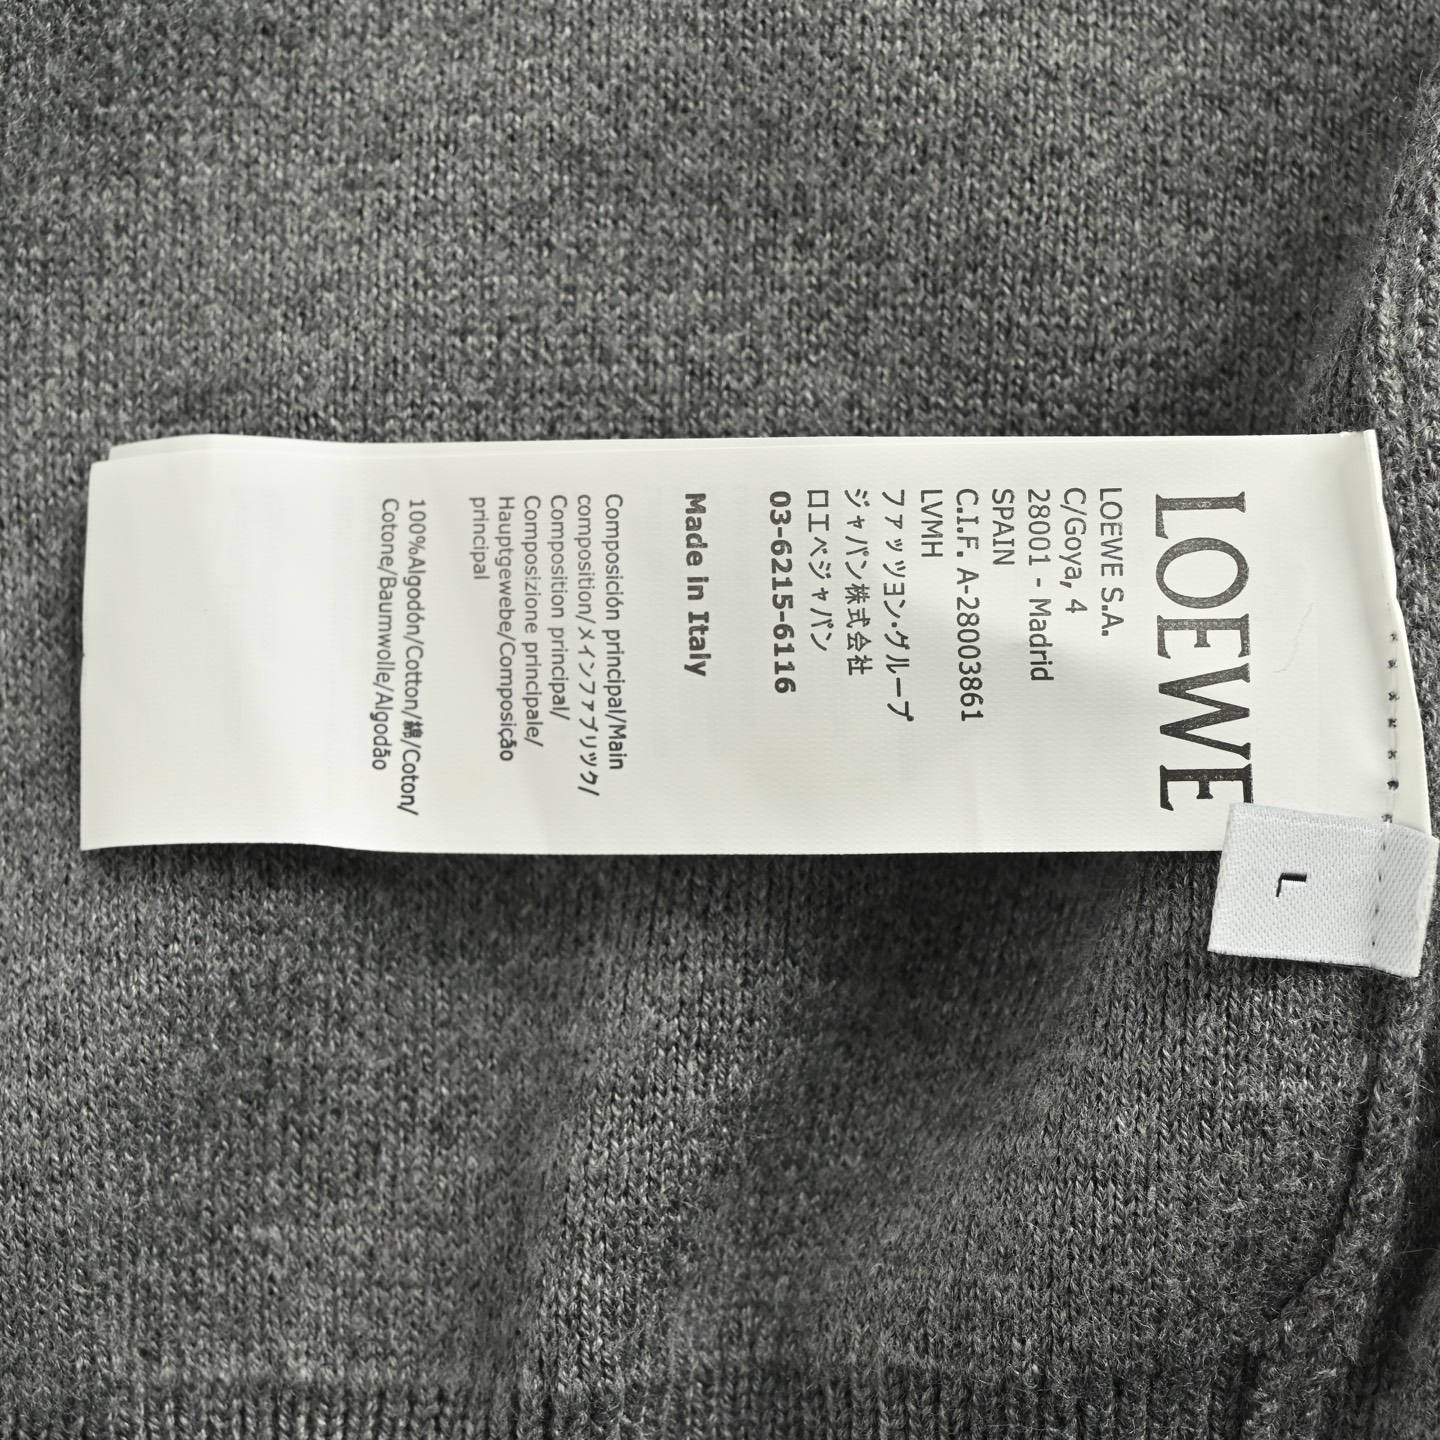 LOEWE
LOEWE S.A.
C/Goya, 4
28001 - Madrid
SPAIN
C.I.F. A-28003861
LVMH
ファッツヨン・グループ
ジャパン株式会社
ロエベジャパン
03-6215-6116
Made in Italy
Composición principal/Main
composition/メインファブリツク/
Composition principal/
Composizione principale/
Hauptgewebe/Composição
principal
100%Algodón/Cotton/綿/Coton/
Cotone/Baumwolle/Algodão
L